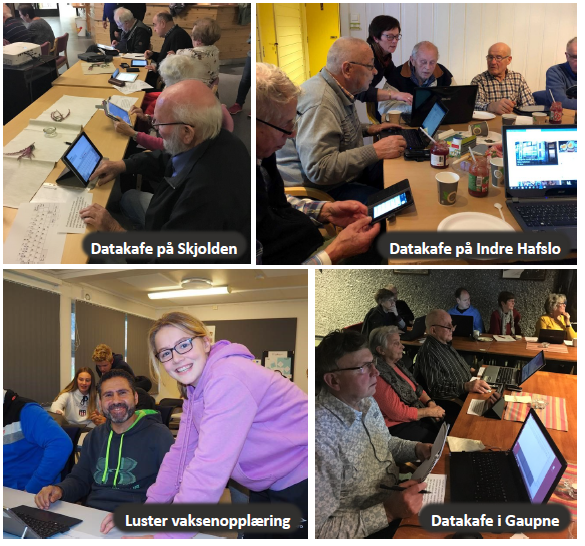 Datakafe på Skjolden
Datakafe på Indre Hafslo
Luster vaksenopplæring
Datakafe i Gaupne